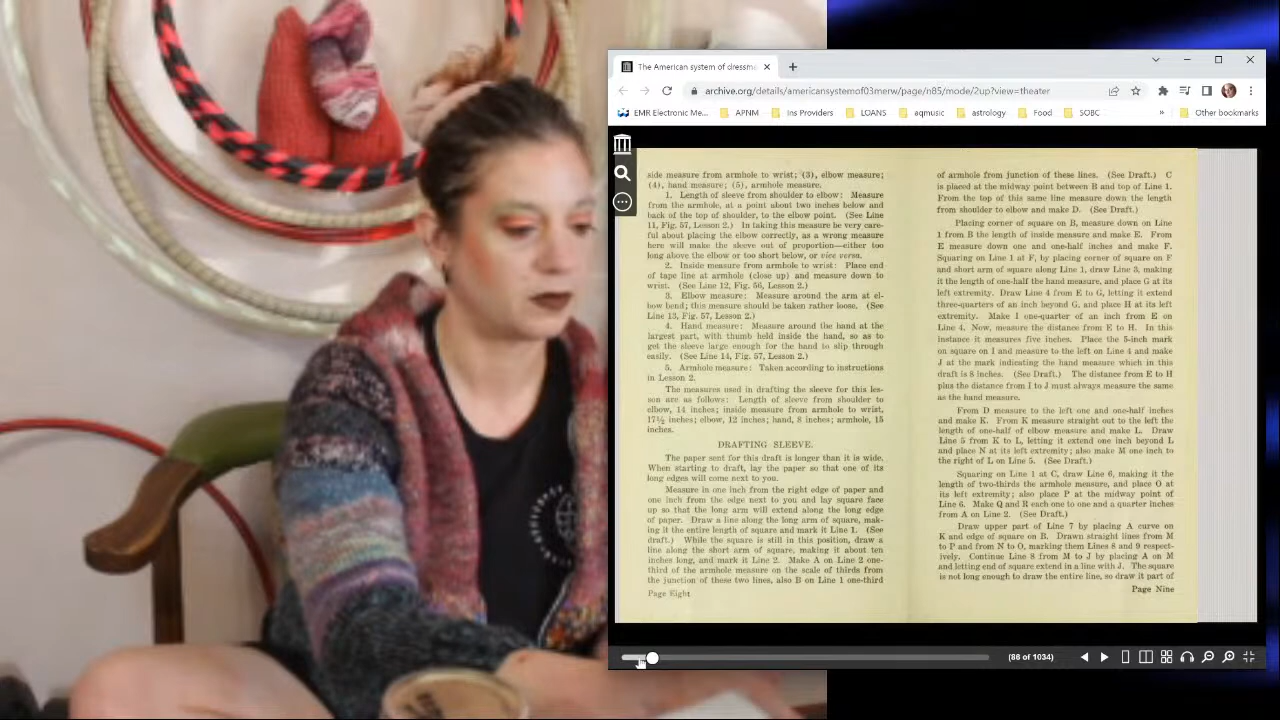 The American system of dressm
archive.org/details/americansystemof03merw/page/n85/mode/2up?view=theater
EMR Electronic Me...
APNM
Ins Providers
LOANS
aqmusic
astrology
Food
SOBC
»
Other bookmarks
side measure from armhole to wrist; (3), elbow measure;
(4), hand measure; (5), armhole measure.
1. Length of sleeve from shoulder to elbow: Measure
from the armhole, at a point about two inches below and
back of the top of shoulder, to the elbow point. (See Line
11, Fig. 57, Lesson 2.) In taking this measure be very care-
ful about placing the elbow correctly, as a wrong measure
here will make the sleeve out of proportion—either too
long above the elbow or too short below, or vice versa.
2. Inside measure from armhole to wrist: Place end
of tape line at armhole (close up) and measure down to
wrist. (See Line 12, Fig. 56, Lesson 2.)
3. Elbow measure: Measure around the arm at el-
bow bend; this measure should be taken rather loose. (See
Line 13, Fig. 57, Lesson 2.)
4. Hand measure: Measure around the hand at the
largest part, with thumb held inside the hand, so as to
get the sleeve large enough for the hand to slip through
easily. (See Line 14, Fig. 57, Lesson 2.)
5. Armhole measure: Taken according to instructions
in Lesson 2.
The measures used in drafting the sleeve for this les-
son are as follows: Length of sleeve from shoulder to
elbow, 14 inches; inside measure from armhole to wrist,
17½ inches; elbow, 12 inches; hand, 8 inches; armhole, 15
inches.
DRAFTING SLEEVE.
The paper sent for this draft is longer than it is wide.
When starting to draft, lay the paper so that one of its
long edges will come next to you.
Measure in one inch from the right edge of paper and
one inch from the edge next to you and lay square face
up so that the long arm will extend along the long edge
of paper. Draw a line along the long arm of square, mak-
ing it the entire length of square and mark it Line 1. (See
draft.) While the square is still in this position, draw a
line along the short arm of square, making it about ten
inches long, and mark it Line 2. Make A on Line 2 one-
third of the armhole measure on the scale of thirds from
the junction of these two lines, also B on Line 1 one-third
Page Eight
of armhole from junction of these lines. (See Draft.) C
is placed at the midway point between B and top of Line 1.
From the top of this same line measure down the length
from shoulder to elbow and make D. (See Draft.)
Placing corner of square on B, measure down on Line
1 from B the length of inside measure and make E. From
E measure down one and one-half inches and make F.
Squaring on Line 1 at F, by placing corner of square on F
and short arm of square along Line 1, draw Line 3, making
it the length of one-half the hand measure, and place G at its
left extremity. Draw Line 4 from E to G, letting it extend
three-quarters of an inch beyond G, and place H at its left
extremity. Make I one-quarter of an inch from E on
Line 4. Now, measure the distance from E to H. In this
instance it measures five inches. Place the 5-inch mark
on square on I and measure to the left on Line 4 and make
J at the mark indicating the hand measure which in this
draft is 8 inches. (See Draft.) The distance from E to H
plus the distance from I to J must always measure the same
as the hand measure.
From D measure to the left one and one-half inches
and make K. From K measure straight out to the left the
length of one-half of elbow measure and make L. Draw
Line 5 from K to L, letting it extend one inch beyond L
and place N at its left extremity; also make M one inch to
the right of L on Line 5. (See Draft.)
Squaring on Line 1 at C, draw Line 6, making it the
length of two-thirds the armhole measure, and place O at
its left extremity; also place P at the midway point of
Line 6. Make Q and R each one to one and a quarter inches
from A on Line 2. (See Draft.)
Draw upper part of Line 7 by placing A curve on
K and edge of square on B. Drawn straight lines from M
to P and from N to O, marking them Lines 8 and 9 respect-
ively. Continue Line 8 from M to J by placing A on M
and letting end of square extend in a line with J. The square
is not long enough to draw the entire line, so draw it part of
Page Nine
(86 of 1034)